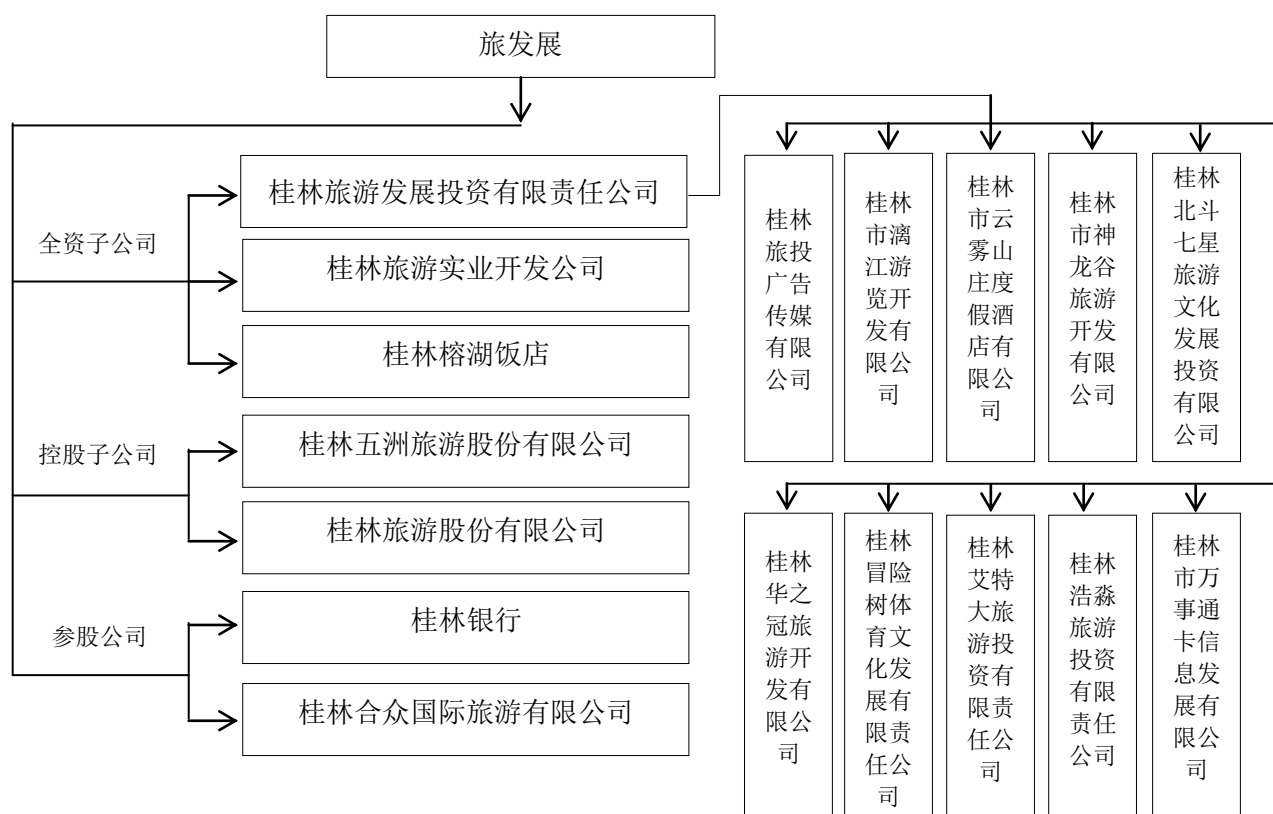 旅发展
全资子公司
桂林旅游发展投资有限责任公司
桂林旅游实业开发公司
桂林榕湖饭店
控股子公司
桂林五洲旅游股份有限公司
桂林旅游股份有限公司
参股公司
桂林银行
桂林合众国际旅游有限公司
桂林
旅投
广告
传媒
有限
公司
桂林
市漓
江游
览开
发有
限公
司
桂林
市云
雾山
庄度
假酒
店有
限公
司
桂林
市神
龙谷
旅游
开发
有限
公司
桂林
北斗
七星
旅游
文化
发展
投资
有限
公司
桂林
华之
冠旅
游开
发有
限公
司
桂林
冒险
树体
育文
化发
展有
限责
任公
司
桂林
艾特
大旅
游投
资有
限责
任公
司
桂林
浩淼
旅游
投资
有限
责任
公司
桂林
市万
事通
卡信
息发
展有
限公
司